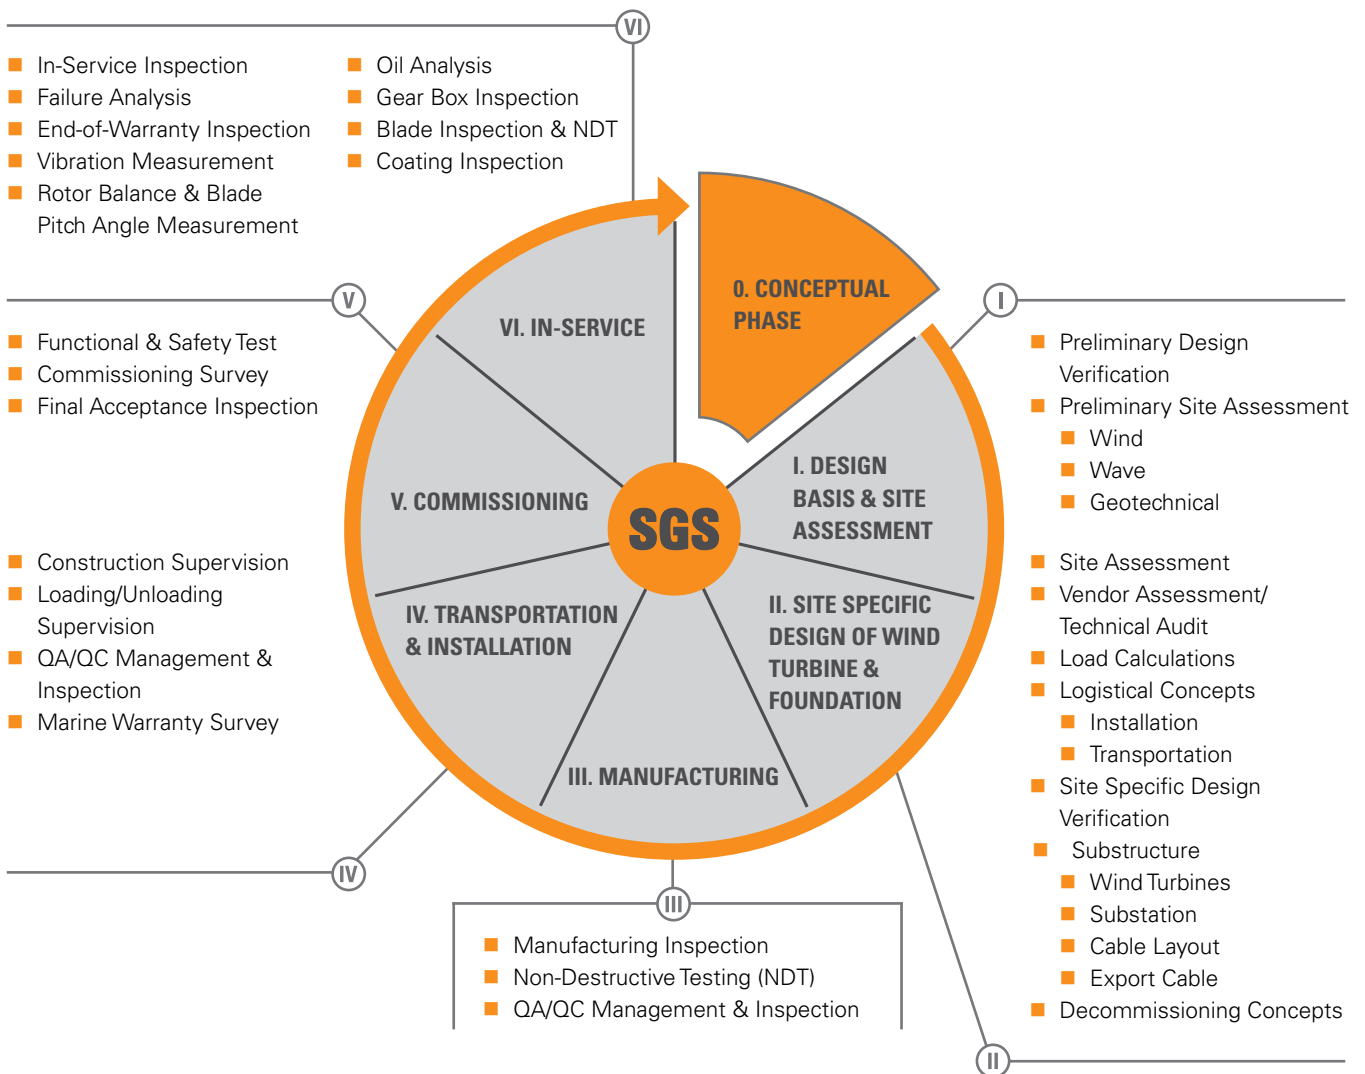 VI
In-Service Inspection
Failure Analysis
End-of-Warranty Inspection
Vibration Measurement
Rotor Balance & Blade
Pitch Angle Measurement
Oil Analysis
Gear Box Inspection
Blade Inspection & NDT
Coating Inspection
0. CONCEPTUAL
PHASE
VI. IN-SERVICE
V
Functional & Safety Test
Commissioning Survey
Final Acceptance Inspection
V. COMMISSIONING
I
Preliminary Design
Verification
Preliminary Site Assessment
Wind
Wave
Geotechnical
I. DESIGN
BASIS & SITE
ASSESSMENT
SGS
Construction Supervision
Loading/Unloading
Supervision
QA/QC Management &
Inspection
Marine Warranty Survey
IV
IV. TRANSPORTATION
& INSTALLATION
II. SITE SPECIFIC
DESIGN OF WIND
TURBINE &
FOUNDATION
III. MANUFACTURING
Site Assessment
Vendor Assessment/
Technical Audit
Load Calculations
Logistical Concepts
Installation
Transportation
Site Specific Design
Verification
Substructure
Wind Turbines
Substation
Cable Layout
Export Cable
Decommissioning Concepts
II
III
Manufacturing Inspection
Non-Destructive Testing (NDT)
QA/QC Management & Inspection